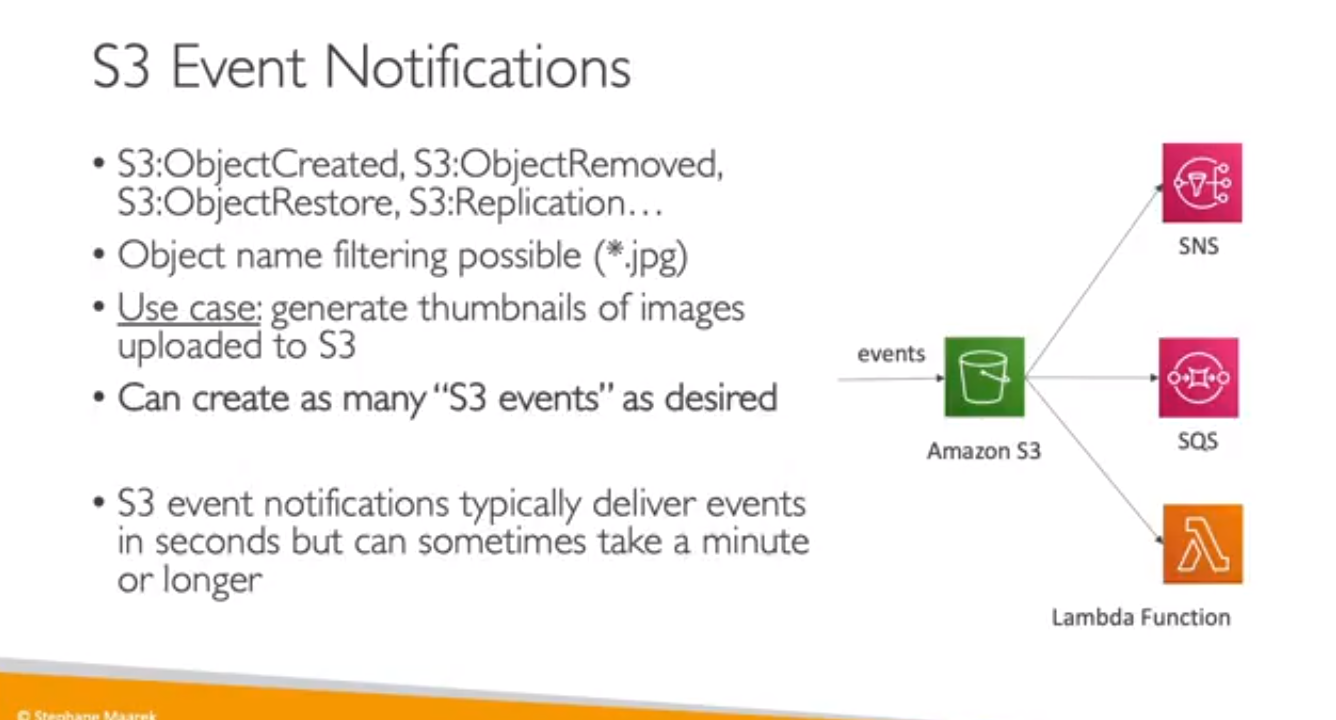 S3 Event Notifications
• S3:ObjectCreated, S3:ObjectRemoved,
S3:ObjectRestore, S3:Replication…
• Object name filtering possible (*.jpg)
• Use case: generate thumbnails of images
uploaded to S3
• Can create as many “S3 events” as desired
• S3 event notifications typically deliver events
in seconds but can sometimes take a minute
or longer
events
Amazon S3
SNS
SQS
Lambda Function
© Stephane Maarek